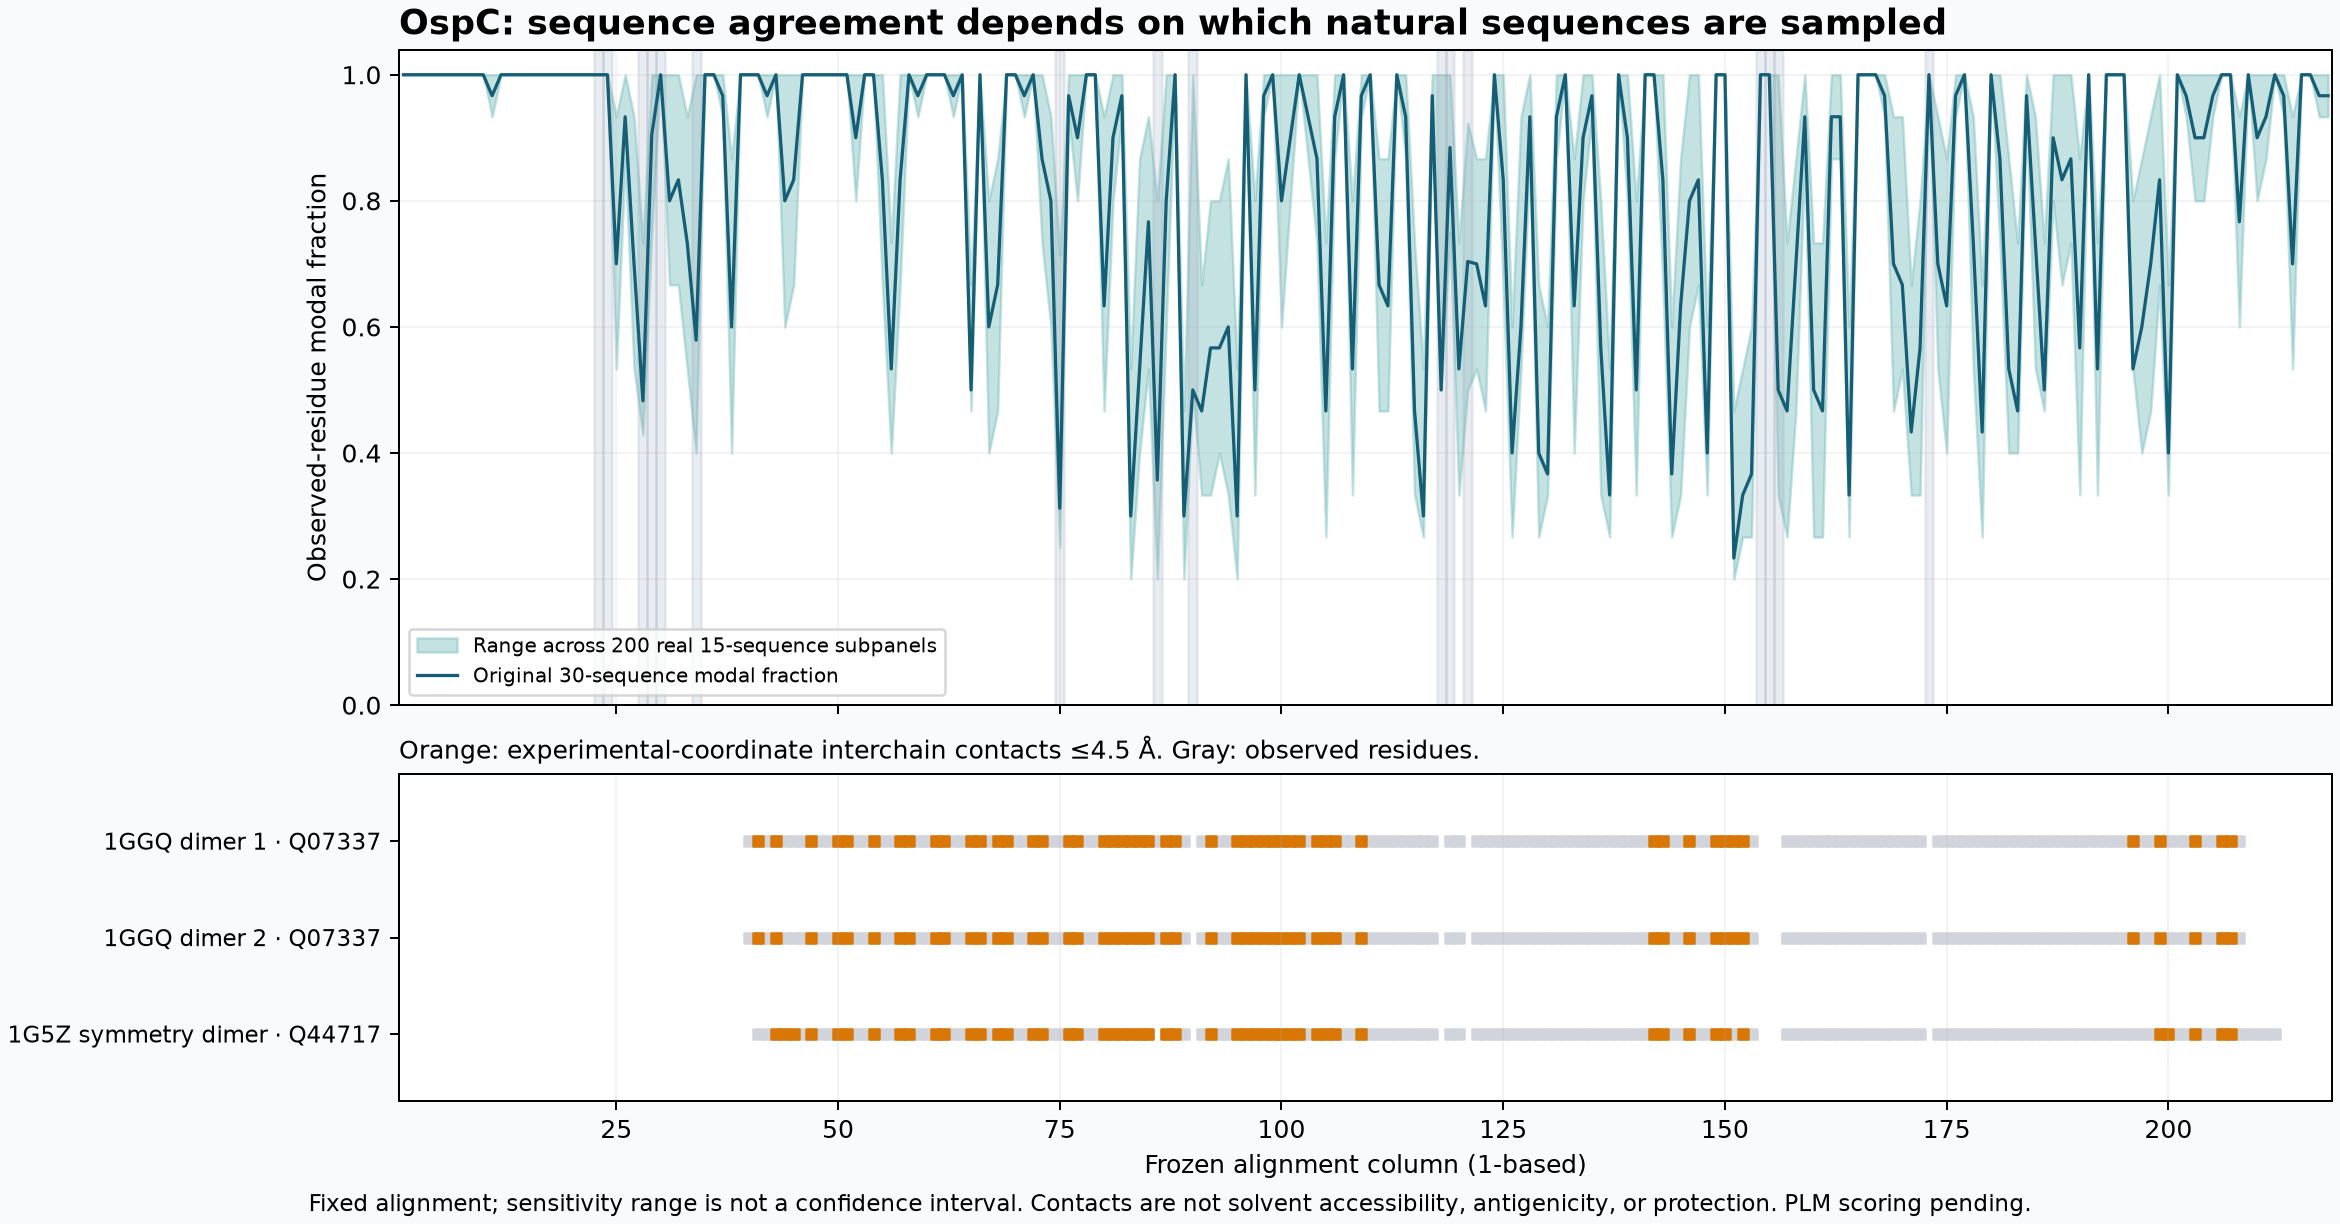 OspC: sequence agreement depends on which natural sequences are sampled
Observed-residue modal fraction
1.0
0.8
0.6
0.4
0.2
0.0
Range across 200 real 15-sequence subpanels
Original 30-sequence modal fraction
Orange: experimental-coordinate interchain contacts ≤4.5 Å. Gray: observed residues.
1GGQ dimer 1 · Q07337
1GGQ dimer 2 · Q07337
1G5Z symmetry dimer · Q44717
25 50 75 100 125 150 175 200
Frozen alignment column (1-based)
Fixed alignment; sensitivity range is not a confidence interval. Contacts are not solvent accessibility, antigenicity, or protection. PLM scoring pending.